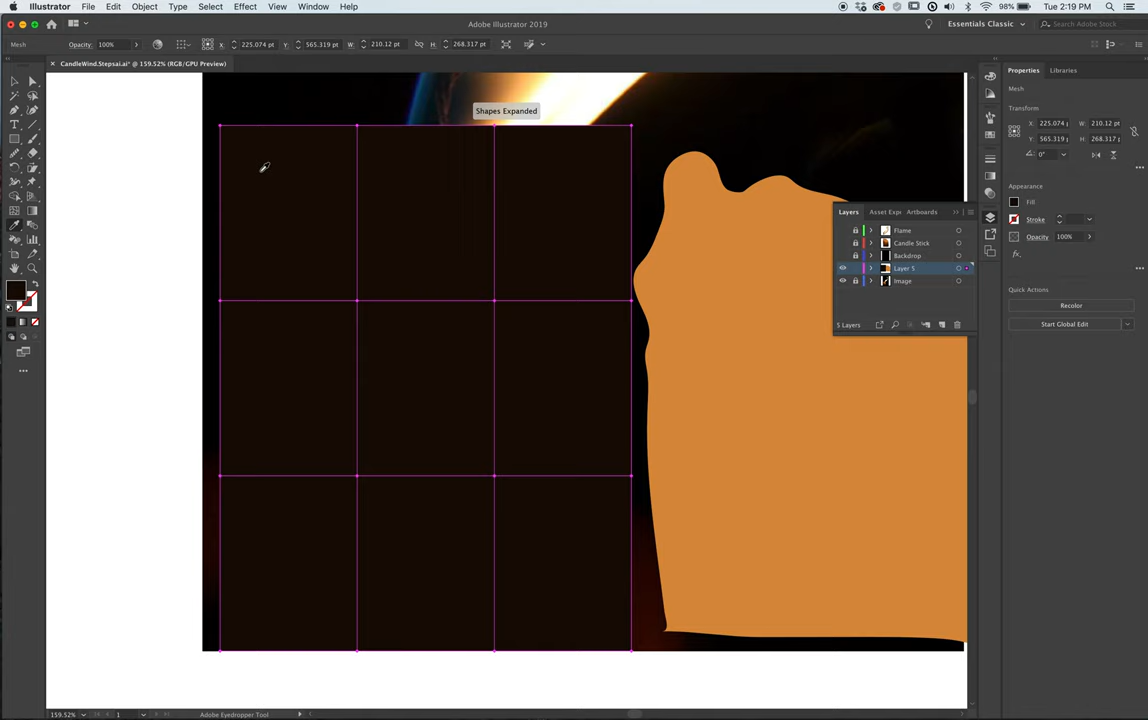 Illustrator File Edit Object Type Select Effect View Window Help
98% Tue 2:19 PM
Adobe Illustrator 2019
Essentials Classic
Search Adobe Stock
Mesh Opacity: 100% X: 225.074 p Y: 565.319 pt W: 210.12 pt H: 268.317 pt
CandleWind.Stepsai.ai* @ 159.52% (RGB/GPU Preview)
Properties Libraries
Mesh
Transform
X: 225.074 W: 210.12 pt
Y: 565.319 H: 268.317 p
0°
Appearance
Fill
Stroke
Opacity 100%
fx.
Quick Actions
Recolor
Start Global Edit
Shapes Expanded
Layers Asset Exp Artboards
Flame
Candle Stick
Backdrop
Layer 5
Image
5 Layers
159.52% 1 Adobe Eyedropper Tool